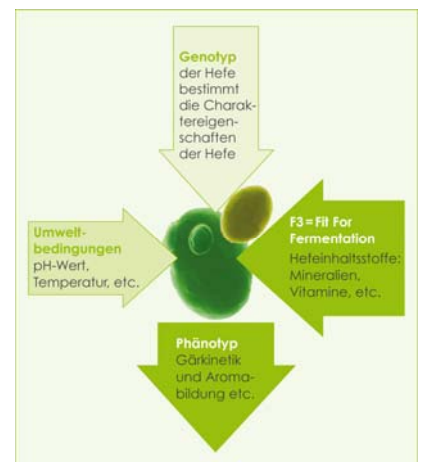 Genotyp
der Hefe
bestimmt
die Charak-
tereigen-
schaften
der Hefe
Umwelt-
bedingungen
pH-Wert,
Temperatur, etc.
F3=Fit For
Fermentation
Hefeinhaltsstoffe:
Mineralien,
Vitamine, etc.
Phänotyp
Gärkinetik
und Aroma-
bildung etc.